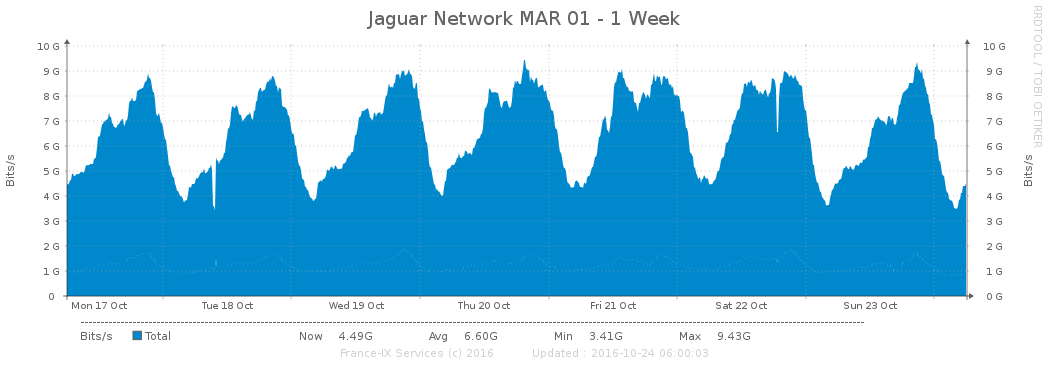 Jaguar Network MAR 01 - 1 Week
RRDTOOL / TOBI OETIKER
Bits/s
10 G 10 G
9 G 9 G
8 G 8 G
7 G 7 G
6 G 6 G
5 G 5 G
4 G 4 G
3 G 3 G
2 G 2 G
1 G 1 G
0 0 G
Bits/s
Mon 17 Oct Tue 18 Oct Wed 19 Oct Thu 20 Oct Fri 21 Oct Sat 22 Oct Sun 23 Oct
Bits/s Total Now 4.49G Avg 6.60G Min 3.41G Max 9.43G
France-IX Services (c) 2016 Updated : 2016-10-24 06:00:03